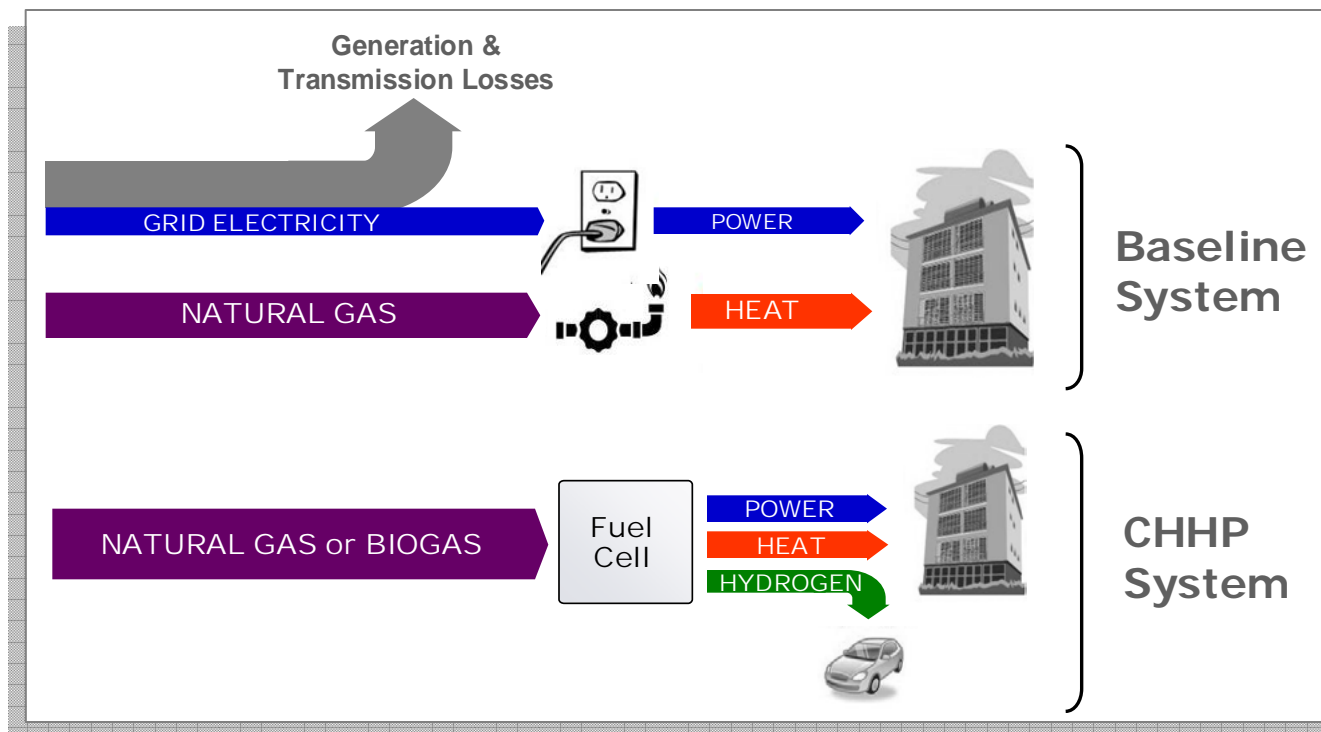 Generation &
Transmission Losses
GRID ELECTRICITY
POWER
NATURAL GAS
HEAT
Baseline
System
NATURAL GAS or BIOGAS
Fuel
Cell
POWER
HEAT
HYDROGEN
CHHP
System